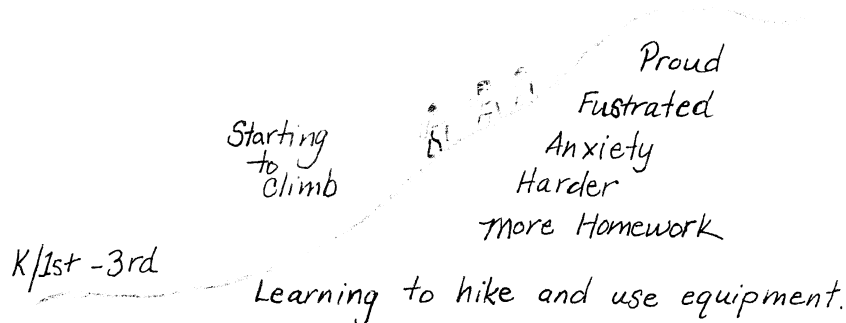 Proud
Fustrated
Starting
to
Climb
Anxiety
Harder
More Homework
K/1st - 3rd
Learning to hike and use equipment.